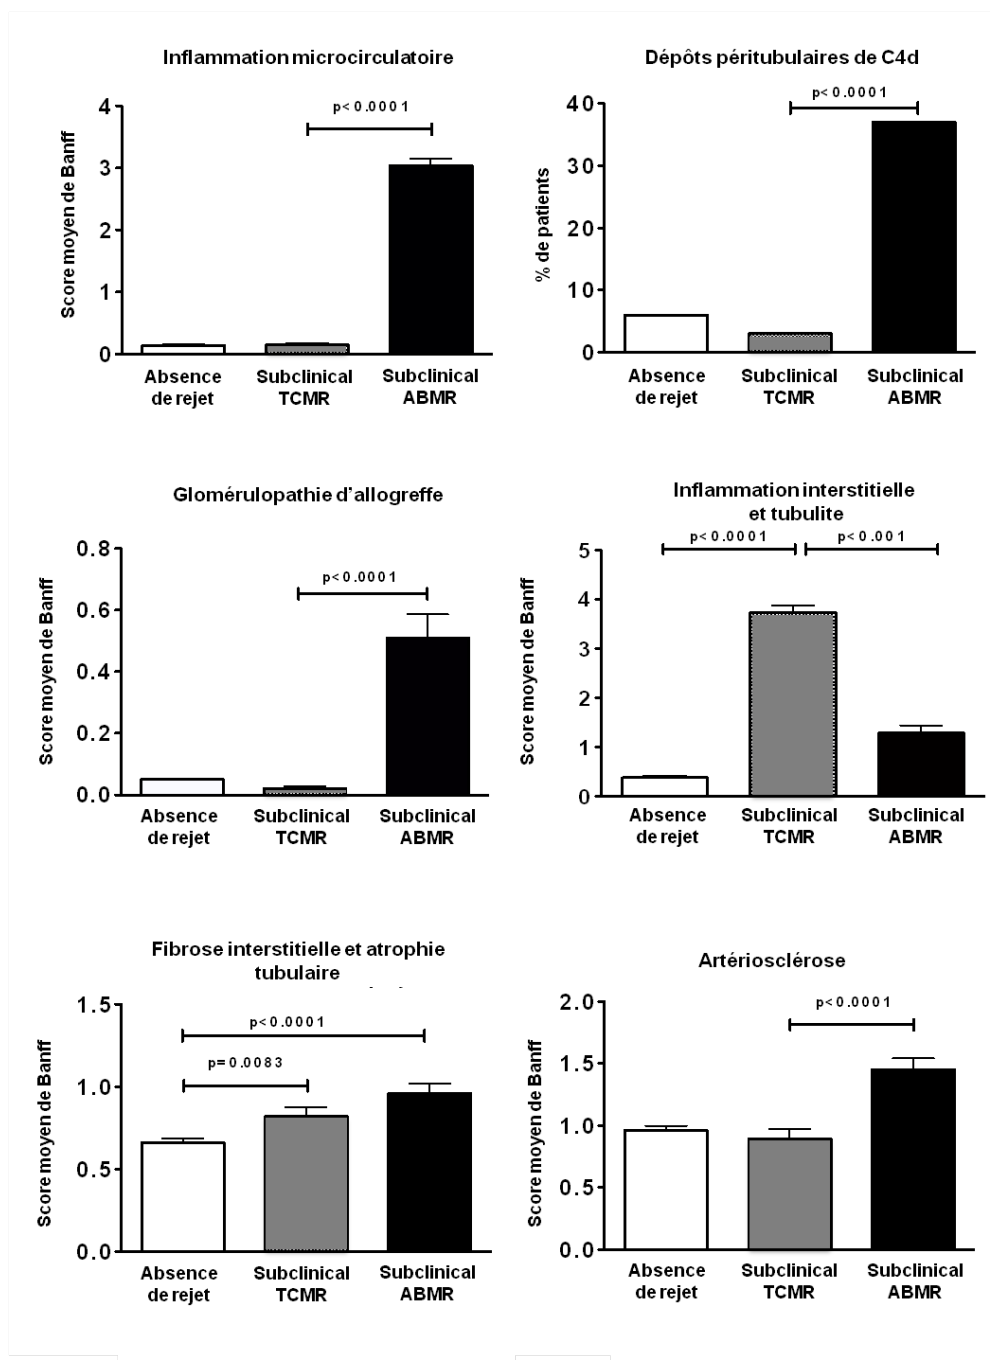 Inflammation microcirculatoire
p<0.0001
Score moyen de Banff
4
3
2
1
0
Absence de rejet
Subclinical TCMR
Subclinical ABMR
Dépôts péritubulaires de C4d
p<0.0001
% de patients
40
30
20
10
0
Absence de rejet
Subclinical TCMR
Subclinical ABMR
Glomérulopathie d'allogreffe
p<0.0001
Score moyen de Banff
0.8
0.6
0.4
0.2
0.0
Absence de rejet
Subclinical TCMR
Subclinical ABMR
Inflammation interstitielle
et tubulite
p<0.0001
p<0.001
Score moyen de Banff
5
4
3
2
1
0
Absence de rejet
Subclinical TCMR
Subclinical ABMR
Fibrose interstitielle et atrophie
tubulaire
p<0.0001
p=0.0083
Score moyen de Banff
1.5
1.0
0.5
0.0
Absence de rejet
Subclinical TCMR
Subclinical ABMR
Artériosclérose
p<0.0001
Score moyen de Banff
2.0
1.5
1.0
0.5
0.0
Absence de rejet
Subclinical TCMR
Subclinical ABMR